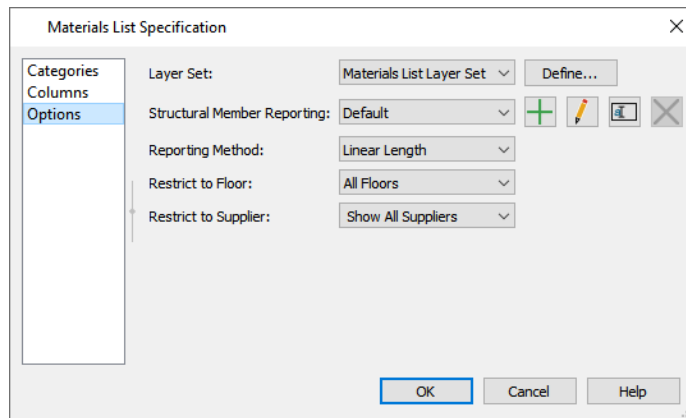 Materials List Specification
Categories
Columns
Options
Layer Set: Materials List Layer Set Define...
Structural Member Reporting: Default
Reporting Method: Linear Length
Restrict to Floor: All Floors
Restrict to Supplier: Show All Suppliers
OK Cancel Help